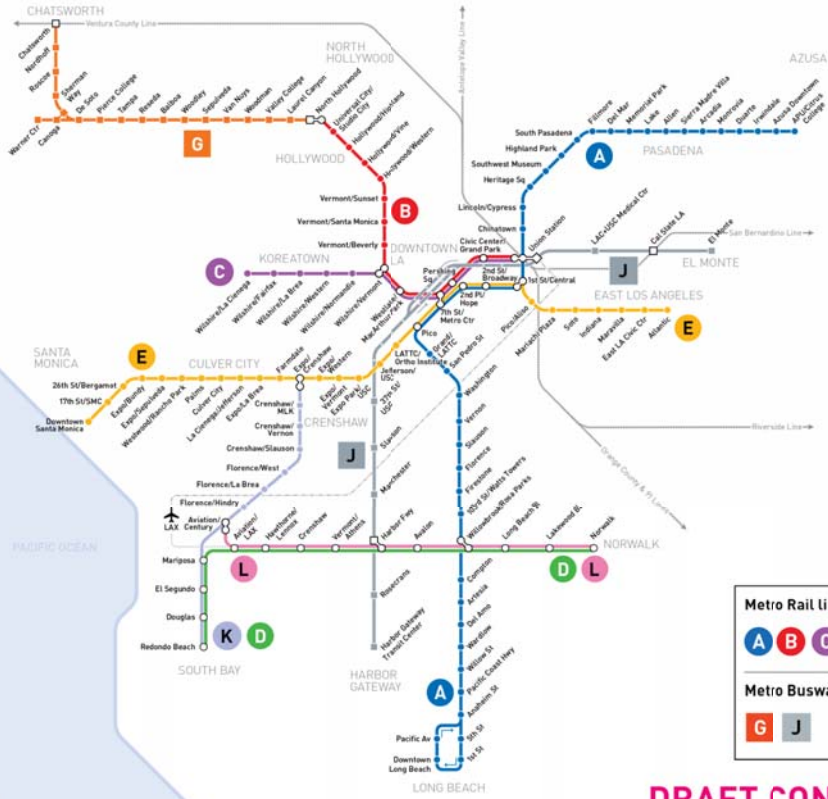 CHATSWORTH
Ventura County Line
Chatsworth
Nordhoff
Roscoe
Sherman
Way
Warner Ctr
Canoga
De Soto
Pierce College
Tampa
Reseda
Balboa
Woodley
Sepulveda
Van Nuys
Woodman
Valley College
Laurel Canyon
NORTH
HOLLYWOOD
North Hollywood
Universal City/
Studio City
Hollywood/Highland
Hollywood/Vine
Hollywood/Western
G
HOLLYWOOD
Antelope Valley Line
AZUSA
Fillmore
Del Mar
Memorial Park
Lake
Allen
Sierra Madre Villa
Arcadia
Monrovia
Duarte
Irwindale
Azusa Downtown
APU/Citrus
College
South Pasadena
Highland Park
Southwest Museum
Heritage Sq
A
PASADENA
Vermont/Sunset
Vermont/Santa Monica
Vermont/Beverly
B
Lincoln/Cypress
Chinatown
Union Station
LAC+USC Medical Ctr
Cal State LA
El Monte
San Bernardino Line
J
EL MONTE
DOWNTOWN
LA
Civic Center/
Grand Park
Pershing
Sq
2nd St/
Broadway
1st St/Central
2nd Pl/
Hope
7th St/
Metro Ctr
C
KOREATOWN
Wilshire/La Cienega
Wilshire/Fairfax
Wilshire/La Brea
Wilshire/Western
Wilshire/Normandie
Wilshire/Vermont
Westlake/
MacArthur Park
EAST LOS ANGELES
Pico/Aliso
Mariachi Plaza
Soto
Indiana
Maravilla
East LA Civic Ctr
Atlantic
E
Pico
Grand/
LATTC
San Pedro St
Washington
Vernon
Slauson
Florence
Firestone
103rd St/Watts Towers
Willowbrook/Rosa Parks
SANTA
MONICA
E
CULVER CITY
26th St/Bergamot
17th St/SMC
Downtown
Santa Monica
Expo/Bundy
Expo/Sepulveda
Westwood/Rancho Park
Palms
Culver City
La Cienega/Jefferson
Expo/La Brea
Farmdale
Expo/
Crenshaw
Expo/
Western
Expo/
Vermont
Expo Park/
USC
Jefferson/
USC
LATTC/
Ortho Institute
37th St/
USC
Slauson
Manchester
J
Crenshaw/
MLK
Crenshaw/
Vernon
CRENSHAW
Crenshaw/Slauson
Florence/West
Florence/La Brea
Florence/Hindry
Riverside Line
LAX
Aviation/
Century
Aviation/
LAX
Hawthorne/
Lennox
Crenshaw
Vermont/
Athens
Harbor Fwy
Avalon
Long Beach Bl
Lakewood Bl
Norwalk
NORWALK
L
D
L
PACIFIC OCEAN
Mariposa
El Segundo
Douglas
Redondo Beach
K
D
SOUTH BAY
Rosecrans
Harbor Gateway
Transit Center
HARBOR
GATEWAY
Compton
Artesia
Del Amo
Wardlow
Willow St
Pacific Coast Hwy
Anaheim St
A
5th St
1st St
Pacific Av
Downtown
Long Beach
LONG BEACH
Metro Rail li
A B C
Metro Buswa
G J
DRAFT CON